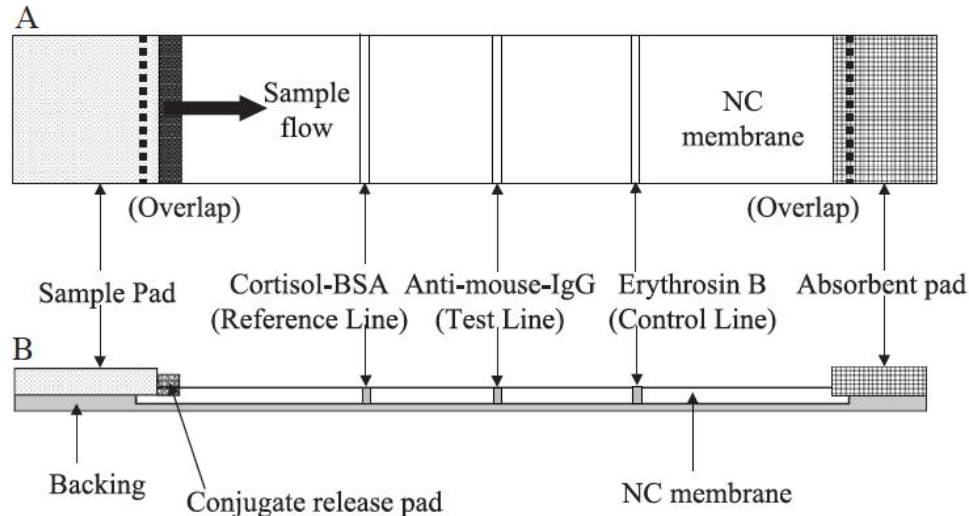 A
Sample
flow
NC
membrane
(Overlap)
(Overlap)
Sample Pad
Cortisol-BSA
(Reference Line)
Anti-mouse-IgG
(Test Line)
Erythrosin B
(Control Line)
Absorbent pad
B
Backing
Conjugate release pad
NC membrane